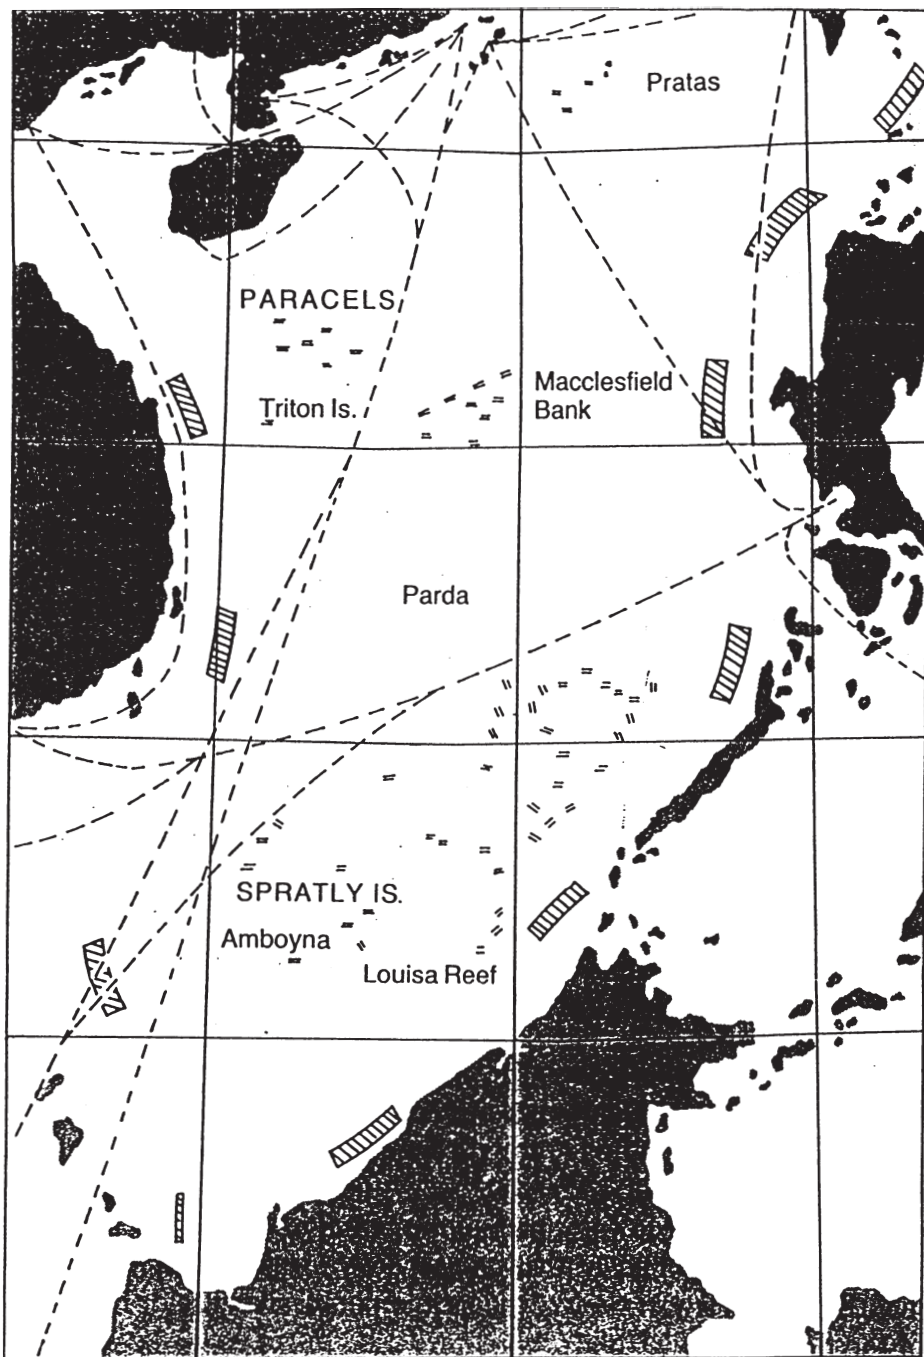 Pratas
PARACELS
Triton Is.
Macclesfield
Bank
Parda
SPRATLY IS.
Amboyna
Louisa Reef